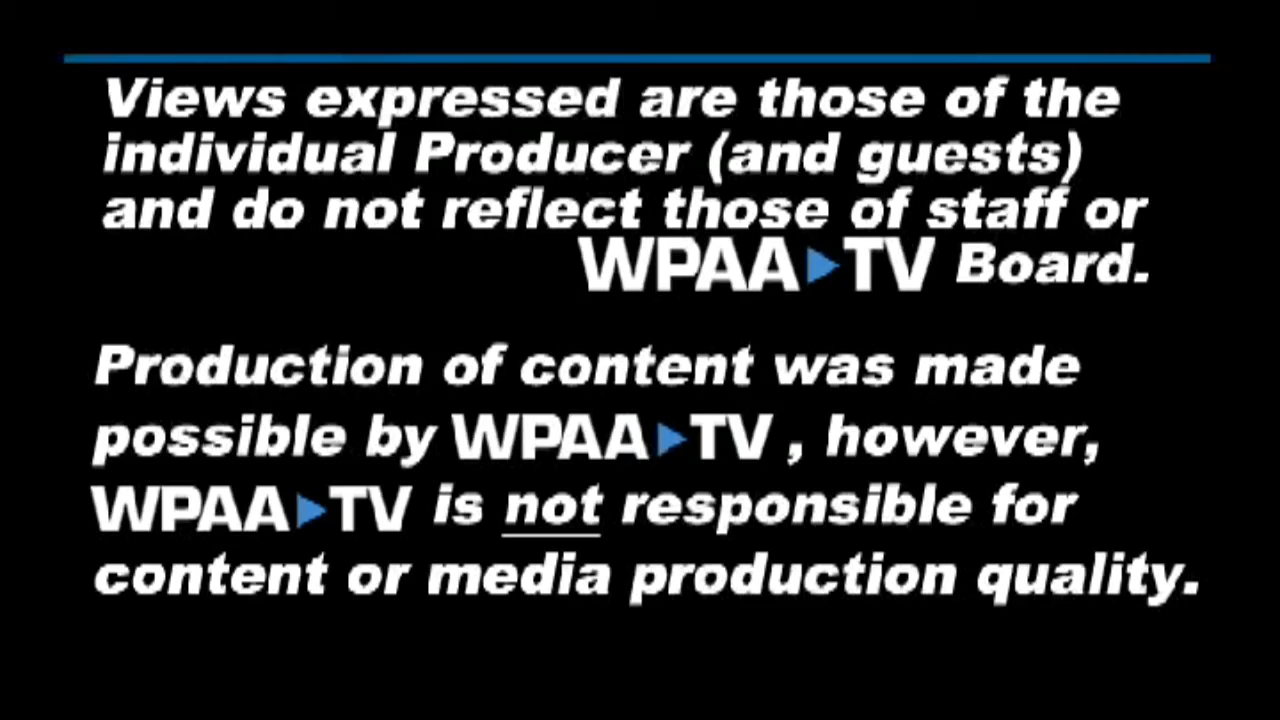 Views expressed are those of the
individual Producer (and guests)
and do not reflect those of staff or
WPAA TV Board.
Production of content was made
possible by WPAA TV , however,
WPAA TV is not responsible for
content or media production quality.